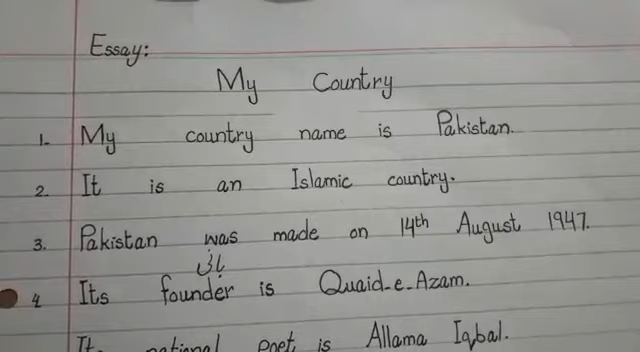 Essay:
My Country
1. My country name is Pakistan.
2. It is an Islamic country.
3. Pakistan was made on 14th August 1947.
بانی
4 Its founder is Quaid-e-Azam.
Its national poet is Allama Iqbal.